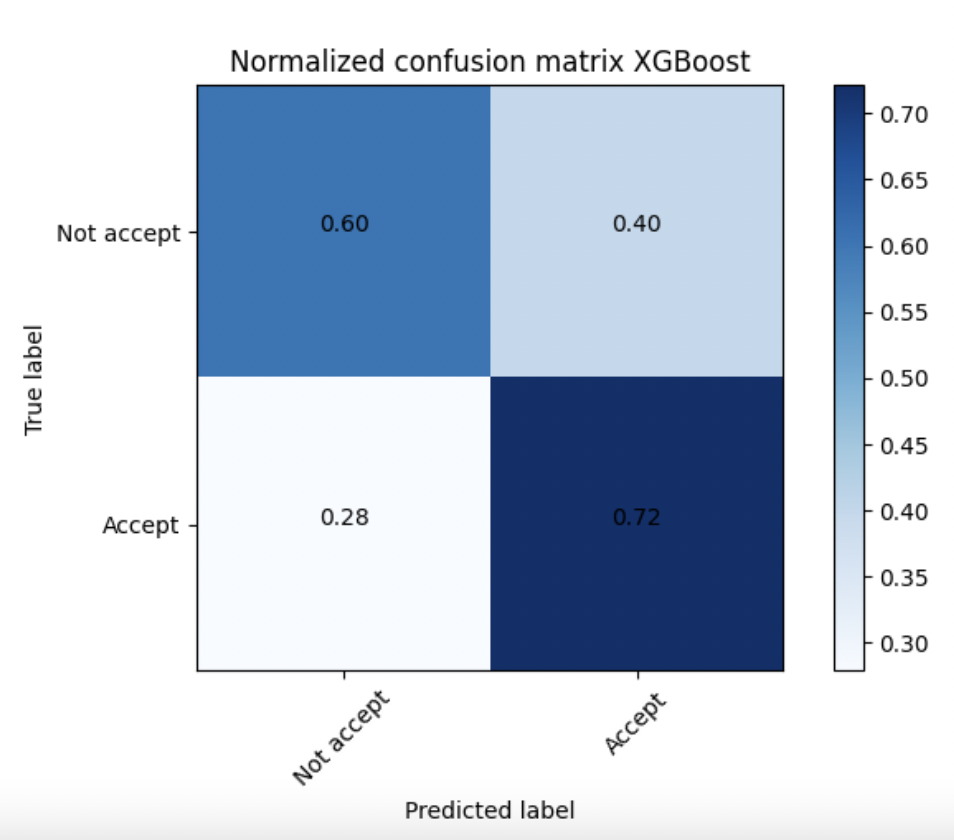 Normalized confusion matrix XGBoost
True label
Not accept
Accept
0.60
0.40
0.28
0.72
Not accept
Accept
Predicted label
0.70
0.65
0.60
0.55
0.50
0.45
0.40
0.35
0.30